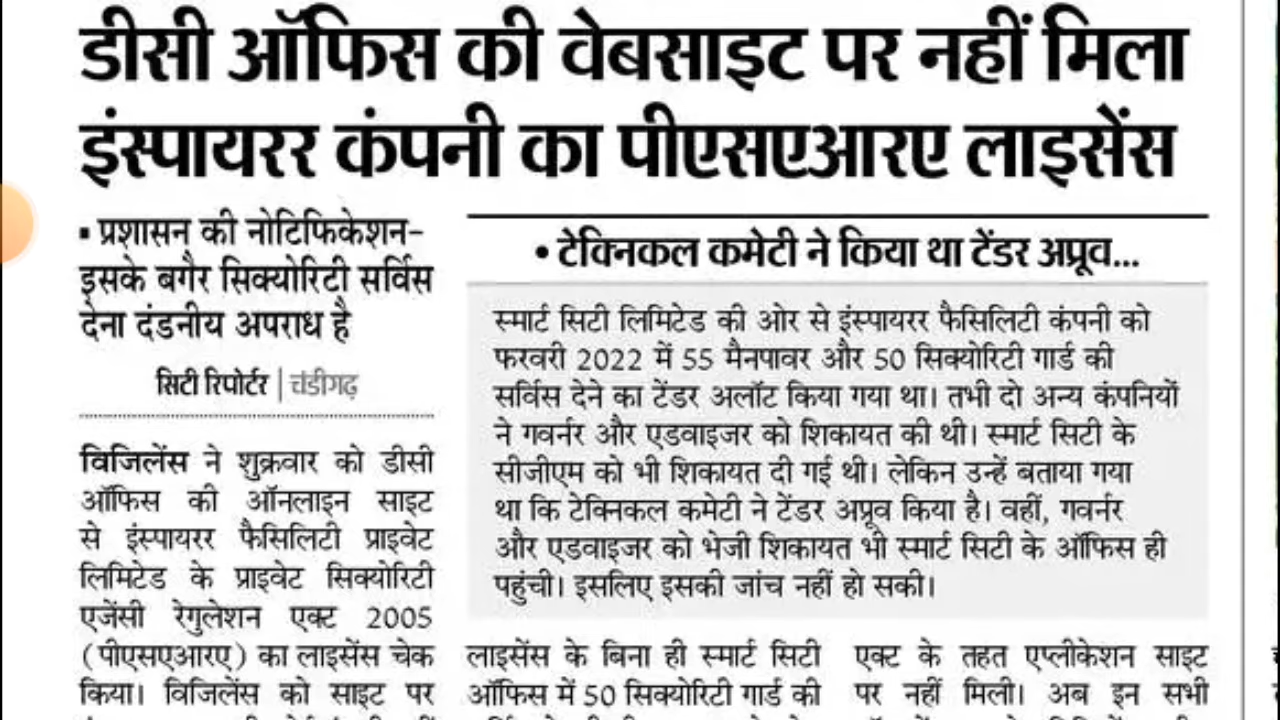 डीसी ऑफिस की वेबसाइट पर नहीं मिला
इंस्पायरर कंपनी का पीएसएआरए लाइसेंस
▪ प्रशासन की नोटिफिकेशन-
इसके बगैर सिक्योरिटी सर्विस
देना दंडनीय अपराध है
सिटी रिपोर्टर | चंडीगढ़
विजिलेंस ने शुक्रवार को डीसी
ऑफिस की ऑनलाइन साइट
से इंस्पायरर फैसिलिटी प्राइवेट
लिमिटेड के प्राइवेट सिक्योरिटी
एजेंसी रेगुलेशन एक्ट 2005
(पीएसएआरए) का लाइसेंस चेक
किया। विजिलेंस को साइट पर
• टेक्निकल कमेटी ने किया था टेंडर अप्रूव...
स्मार्ट सिटी लिमिटेड की ओर से इंस्पायरर फैसिलिटी कंपनी को
फरवरी 2022 में 55 मैनपावर और 50 सिक्योरिटी गार्ड की
सर्विस देने का टेंडर अलॉट किया गया था। तभी दो अन्य कंपनियों
ने गवर्नर और एडवाइजर को शिकायत की थी। स्मार्ट सिटी के
सीजीएम को भी शिकायत दी गई थी। लेकिन उन्हें बताया गया
था कि टेक्निकल कमेटी ने टेंडर अप्रूव किया है। वहीं, गवर्नर
और एडवाइजर को भेजी शिकायत भी स्मार्ट सिटी के ऑफिस ही
पहुंची। इसलिए इसकी जांच नहीं हो सकी।
लाइसेंस के बिना ही स्मार्ट सिटी
ऑफिस में 50 सिक्योरिटी गार्ड की
एक्ट के तहत एप्लीकेशन साइट
पर नहीं मिली। अब इन सभी